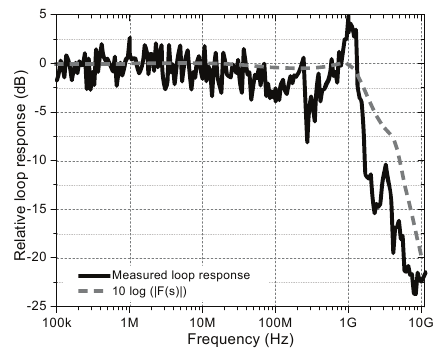 5
0
-5
-10
-15
-20
-25
Relative loop response (dB)
Measured loop response
10 log (|F(s)|)
100k 1M 10M 100M 1G 10G
Frequency (Hz)